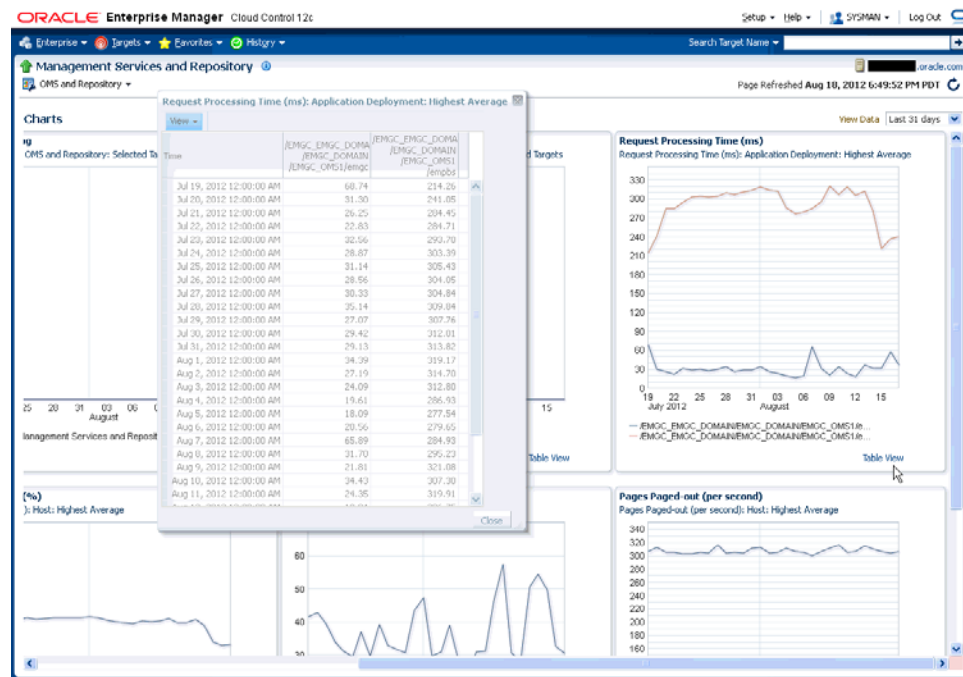 ORACLE Enterprise Manager Cloud Control 12c
Setup Help SYSMAN Log Out
Enterprise Targets Favorites History
Search Target Name
Management Services and Repository
.oracle.com
OMS and Repository
Page Refreshed Aug 18, 2012 6:49:52 PM PDT
Charts
View Data Last 31 days
OMS and Repository: Selected Ta
d Targets
Request Processing Time (ms): Application Deployment: Highest Average
View
Time
/EMGC_EMGC_DOMA
/EMGC_DOMAIN
/EMGC_OMS1/emgc
/EMGC_EMGC_DOMA
/EMGC_DOMAIN
/EMGC_OMS1
/empbs
Jul 19, 2012 12:00:00 AM 68.74 214.26
Jul 20, 2012 12:00:00 AM 31.30 241.05
Jul 21, 2012 12:00:00 AM 26.25 284.45
Jul 22, 2012 12:00:00 AM 22.83 284.71
Jul 23, 2012 12:00:00 AM 32.56 293.70
Jul 24, 2012 12:00:00 AM 28.87 303.39
Jul 25, 2012 12:00:00 AM 31.14 305.43
Jul 26, 2012 12:00:00 AM 28.56 304.05
Jul 27, 2012 12:00:00 AM 30.33 304.84
Jul 28, 2012 12:00:00 AM 35.14 309.84
Jul 29, 2012 12:00:00 AM 27.07 307.76
Jul 30, 2012 12:00:00 AM 29.42 312.01
Jul 31, 2012 12:00:00 AM 29.13 313.82
Aug 1, 2012 12:00:00 AM 34.39 319.17
Aug 2, 2012 12:00:00 AM 27.19 314.70
Aug 3, 2012 12:00:00 AM 24.09 312.80
Aug 4, 2012 12:00:00 AM 19.61 286.93
Aug 5, 2012 12:00:00 AM 18.09 277.54
Aug 6, 2012 12:00:00 AM 20.56 279.65
Aug 7, 2012 12:00:00 AM 65.89 284.93
Aug 8, 2012 12:00:00 AM 31.70 295.23
Aug 9, 2012 12:00:00 AM 21.81 321.08
Aug 10, 2012 12:00:00 AM 34.43 307.30
Aug 11, 2012 12:00:00 AM 24.35 319.91
Close
Request Processing Time (ms)
Request Processing Time (ms): Application Deployment: Highest Average
330
300
270
240
210
180
150
120
90
60
30
0
19 22 25 28 31 03 06 09 12 15
July 2012 August
/EMGC_EMGC_DOMAIN/EMGC_DOMAIN/EMGC_OMS1/e...
/EMGC_EMGC_DOMAIN/EMGC_DOMAIN/EMGC_OMS1/e...
Table View
25 28 31 03 06
August
15
Management Services and Reposit
Table View
(%)
): Host: Highest Average
60
50
40
30
Pages Paged-out (per second)
Pages Paged-out (per second): Host: Highest Average
340
320
300
280
260
240
220
200
180
160